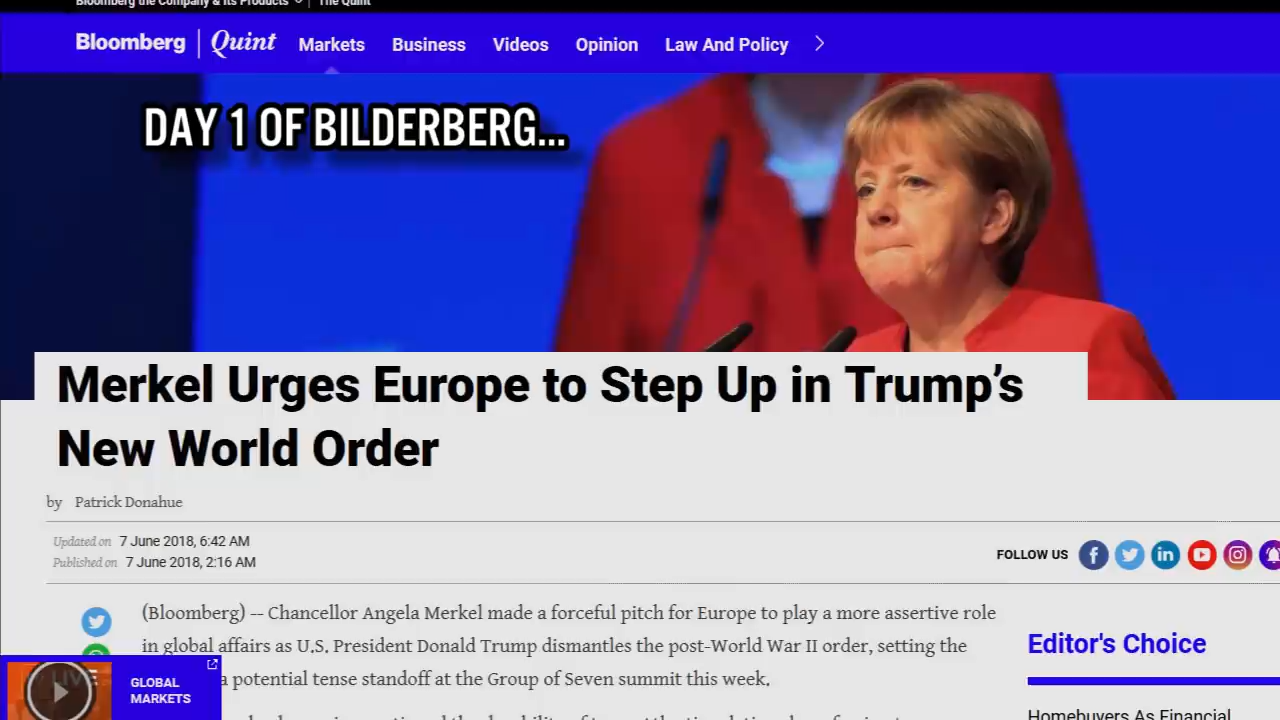 Bloomberg the Company & Its Products | The Quint
Bloomberg | Quint Markets Business Videos Opinion Law And Policy
DAY 1 OF BILDERBERG...
Merkel Urges Europe to Step Up in Trump's
New World Order
by Patrick Donahue
Updated on 7 June 2018, 6:42 AM
Published on 7 June 2018, 2:16 AM
FOLLOW US
(Bloomberg) -- Chancellor Angela Merkel made a forceful pitch for Europe to play a more assertive role
in global affairs as U.S. President Donald Trump dismantles the post-World War II order, setting the
a potential tense standoff at the Group of Seven summit this week.
Editor's Choice
LIVE
GLOBAL
MARKETS
Homebuyers As Financial